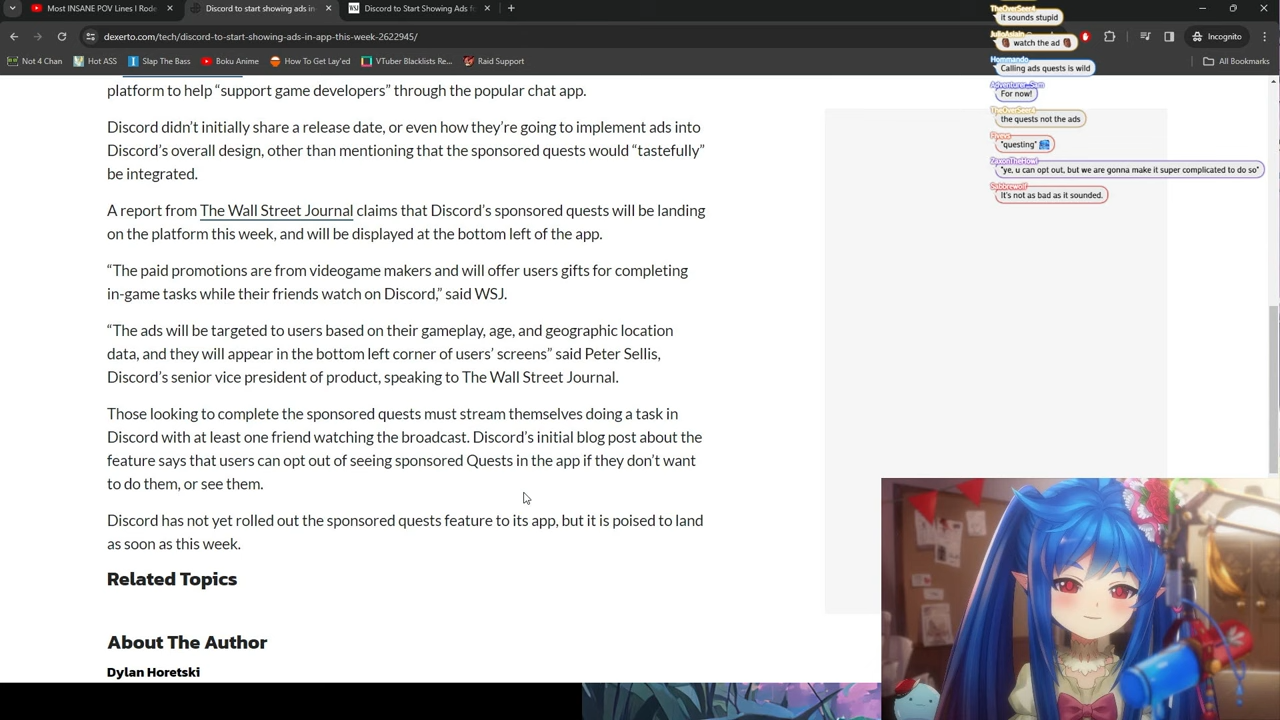 Most INSANE POV Lines I Rode
Discord to start showing ads in
Discord to Start Showing Ads f
dexerto.com/tech/discord-to-start-showing-ads-in-app-this-week-2622945/
Incognito
Not 4 Chan
Hot ASS
Slap The Bass
Boku Anime
How To Get Lay'ed
VTuber Blacklists Re...
Raid Support
All Bookmarks
platform to help “support game developers” through the popular chat app.
Discord didn’t initially share a release date, or even how they’re going to implement ads into
Discord’s overall design, other than mentioning that the sponsored quests would “tastefully”
be integrated.
A report from The Wall Street Journal claims that Discord’s sponsored quests will be landing
on the platform this week, and will be displayed at the bottom left of the app.
“The paid promotions are from videogame makers and will offer users gifts for completing
in-game tasks while their friends watch on Discord,” said WSJ.
“The ads will be targeted to users based on their gameplay, age, and geographic location
data, and they will appear in the bottom left corner of users’ screens” said Peter Sellis,
Discord’s senior vice president of product, speaking to The Wall Street Journal.
Those looking to complete the sponsored quests must stream themselves doing a task in
Discord with at least one friend watching the broadcast. Discord’s initial blog post about the
feature says that users can opt out of seeing sponsored Quests in the app if they don’t want
to do them, or see them.
Discord has not yet rolled out the sponsored quests feature to its app, but it is poised to land
as soon as this week.
Related Topics
About The Author
Dylan Horetski
TheOverSeer4
it sounds stupid
watch the ad
Hommando
Calling ads quests is wild
For now!
TheOverSeer4
the quests not the ads
"questing"
ZaxonTheHowl
"ye, u can opt out, but we are gonna make it super complicated to do so"
Sabbrewolf
It's not as bad as it sounded.